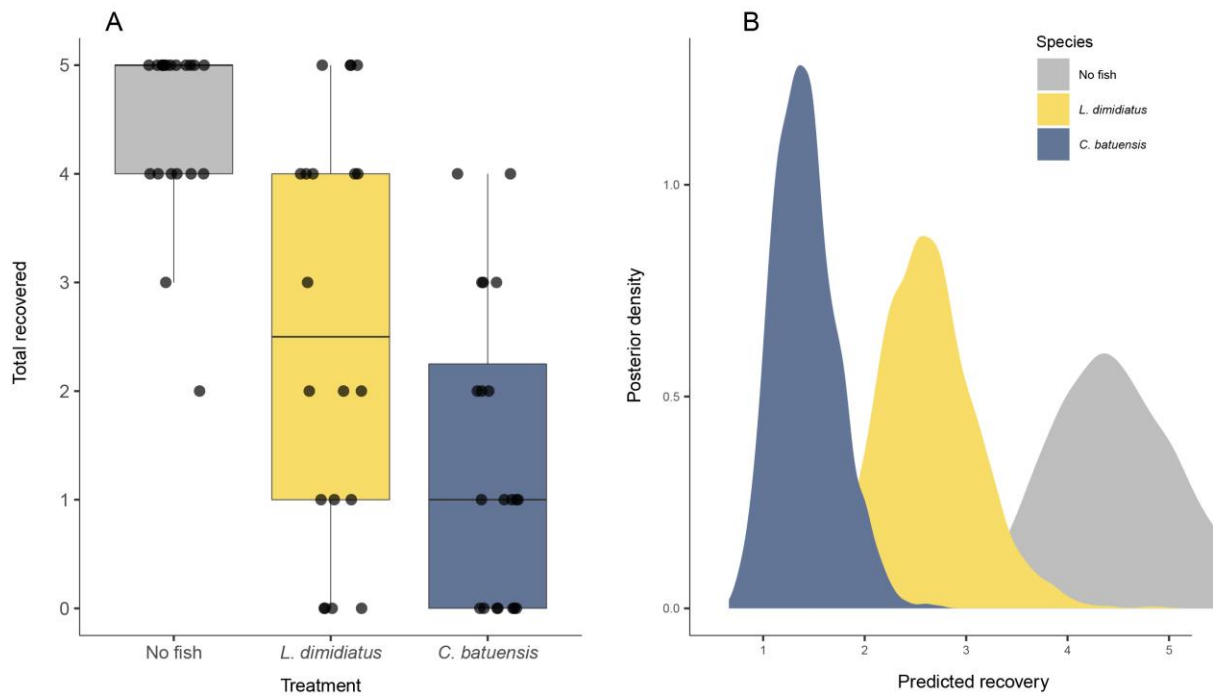 A
Total recovered
5
4
3
2
1
0
No fish L. dimidiatus C. batuensis
Treatment
B
Species
No fish
L. dimidiatus
C. batuensis
Posterior density
1.0
0.5
0.0
1 2 3 4 5
Predicted recovery